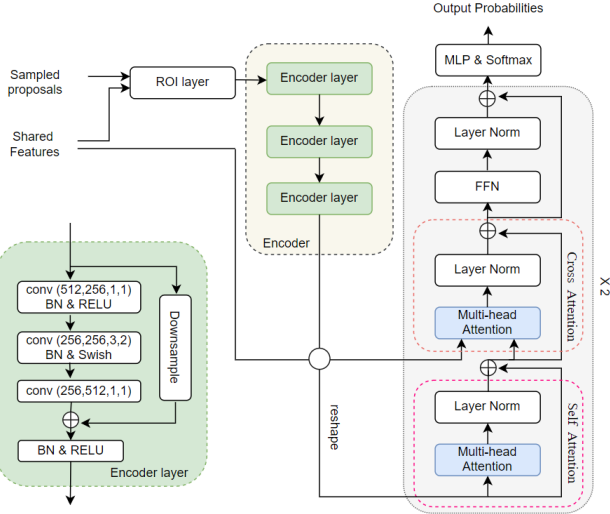 Output Probabilities
MLP & Softmax
Sampled
proposals
ROI layer
Encoder layer
Shared
Features
Encoder layer
Encoder layer
Encoder
Layer Norm
FFN
Layer Norm
Multi-head
Attention
Cross Attention
X 2
conv (512,256,1,1)
BN & RELU
conv (256,256,3,2)
BN & Swish
conv (256,512,1,1)
Downsample
BN & RELU
Encoder layer
reshape
Layer Norm
Multi-head
Attention
Self Attention